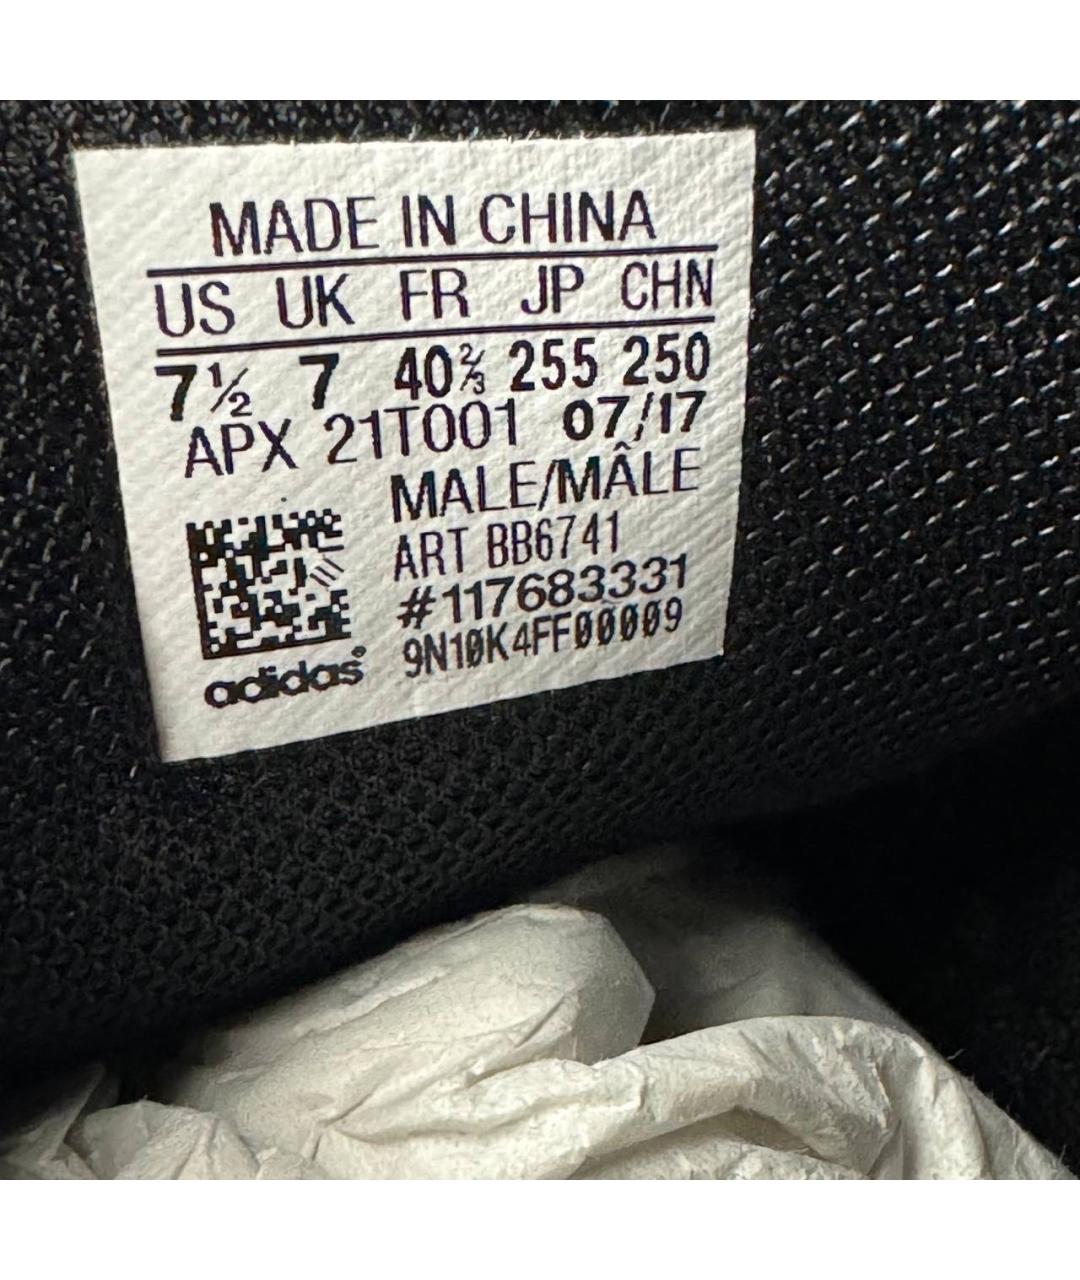 MADE IN CHINA
US UK FR JP CHN
7½ 7 40⅔ 255 250
APX 21T001 07/17
MALE/MÂLE
ART BB6741
#117683331
9N10K4FF00009
adidas®